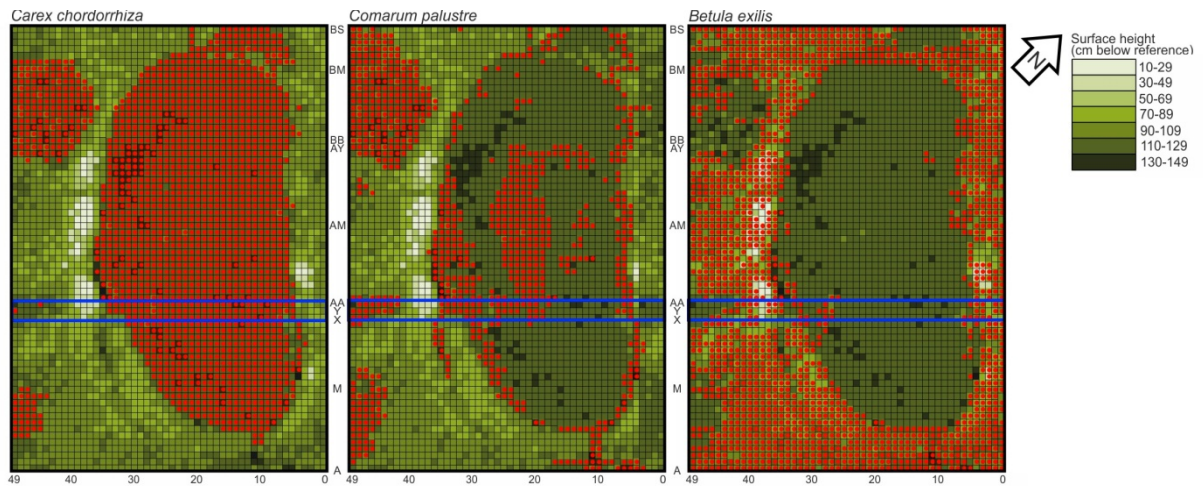 Carex chordorrhiza
Comarum palustre
Betula exilis
BS
BM
BB
AY
AM
AA
Y
X
M
A
BS
BM
BB
AY
AM
AA
Y
X
M
A
49 40 30 20 10 0
49 40 30 20 10 0
49 40 30 20 10 0
N
Surface height
(cm below reference)
10-29
30-49
50-69
70-89
90-109
110-129
130-149